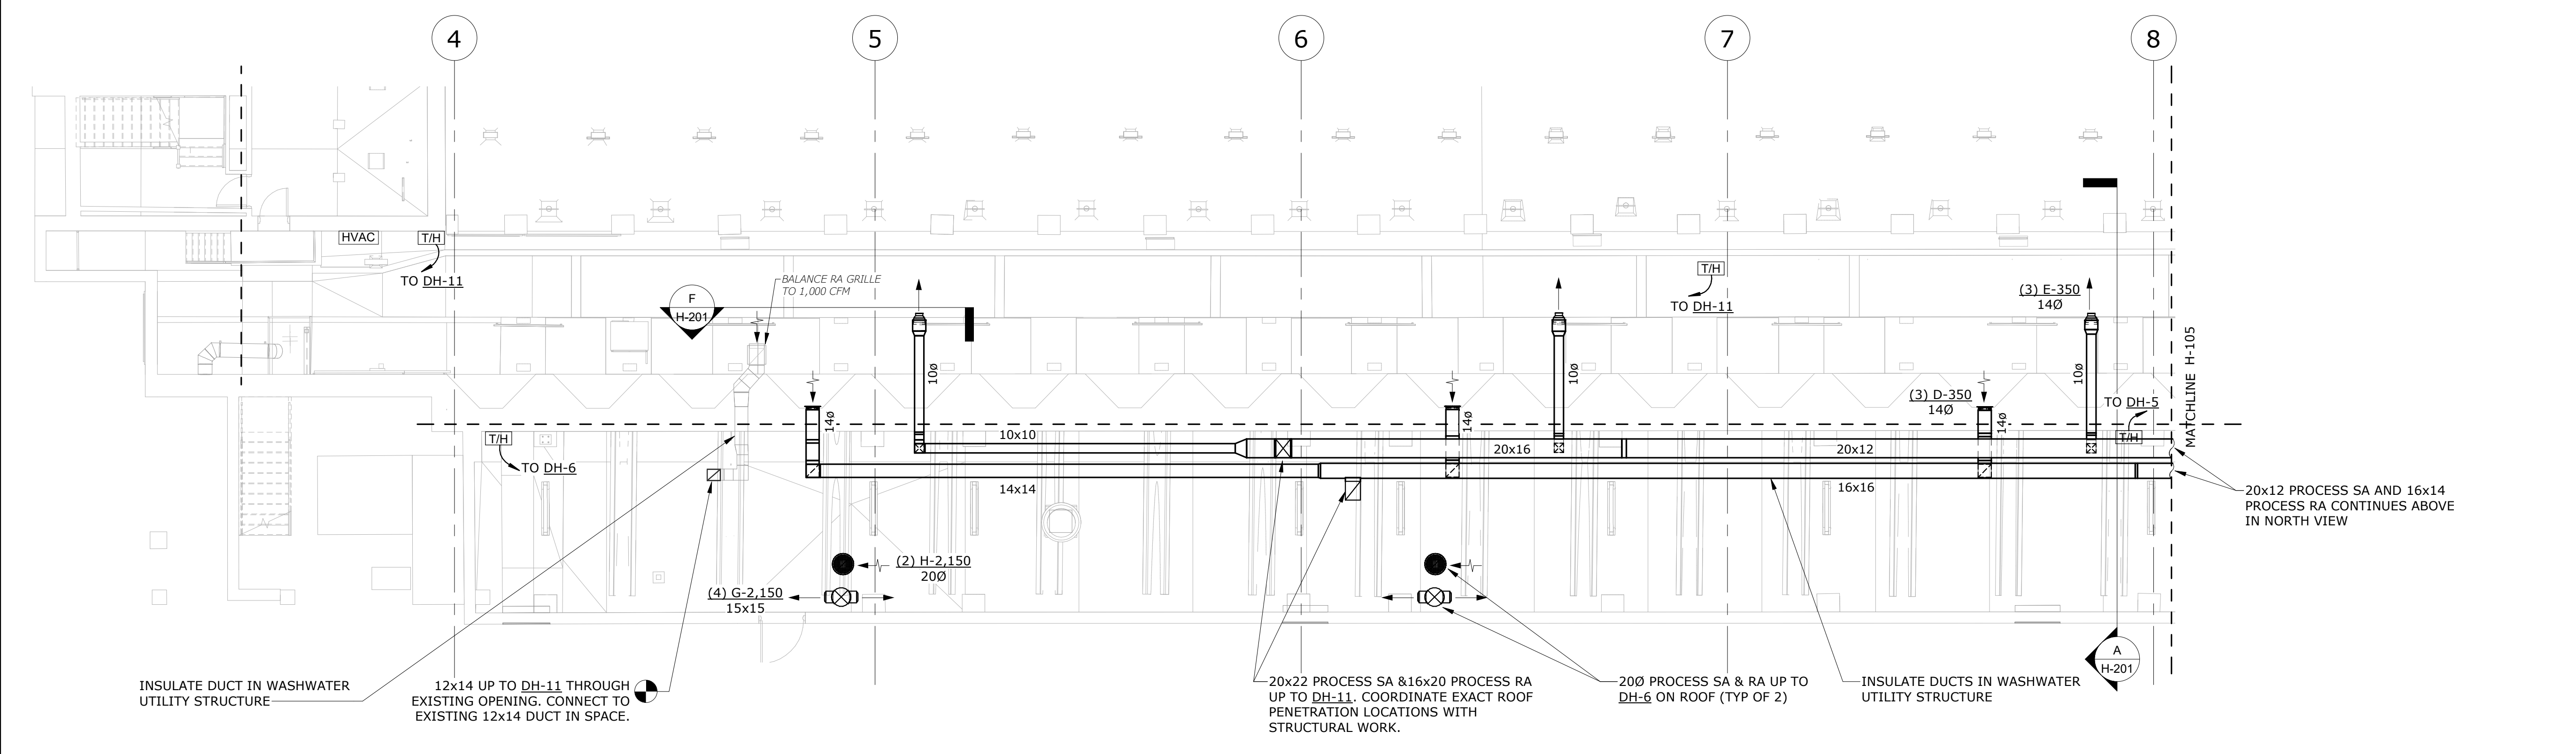 4
5
6
7
8
HVAC
T/H
TO DH-11
BALANCE RA GRILLE
TO 1,000 CFM
F
H-201
T/H
TO DH-11
(3) E-350
14Ø
MATCHLINE H-105
10ø
10ø
10ø
14ø
14ø
14ø
(3) D-350
14Ø
TO DH-5
T/H
T/H
TO DH-6
10x10
20x16
20x12
14x14
16x16
20x12 PROCESS SA AND 16x14
PROCESS RA CONTINUES ABOVE
IN NORTH VIEW
(2) H-2,150
20Ø
(4) G-2,150
15x15
A
H-201
INSULATE DUCT IN WASHWATER
UTILITY STRUCTURE
12x14 UP TO DH-11 THROUGH
EXISTING OPENING. CONNECT TO
EXISTING 12x14 DUCT IN SPACE.
20x22 PROCESS SA &16x20 PROCESS RA
UP TO DH-11. COORDINATE EXACT ROOF
PENETRATION LOCATIONS WITH
STRUCTURAL WORK.
20Ø PROCESS SA & RA UP TO
DH-6 ON ROOF (TYP OF 2)
INSULATE DUCTS IN WASHWATER
UTILITY STRUCTURE